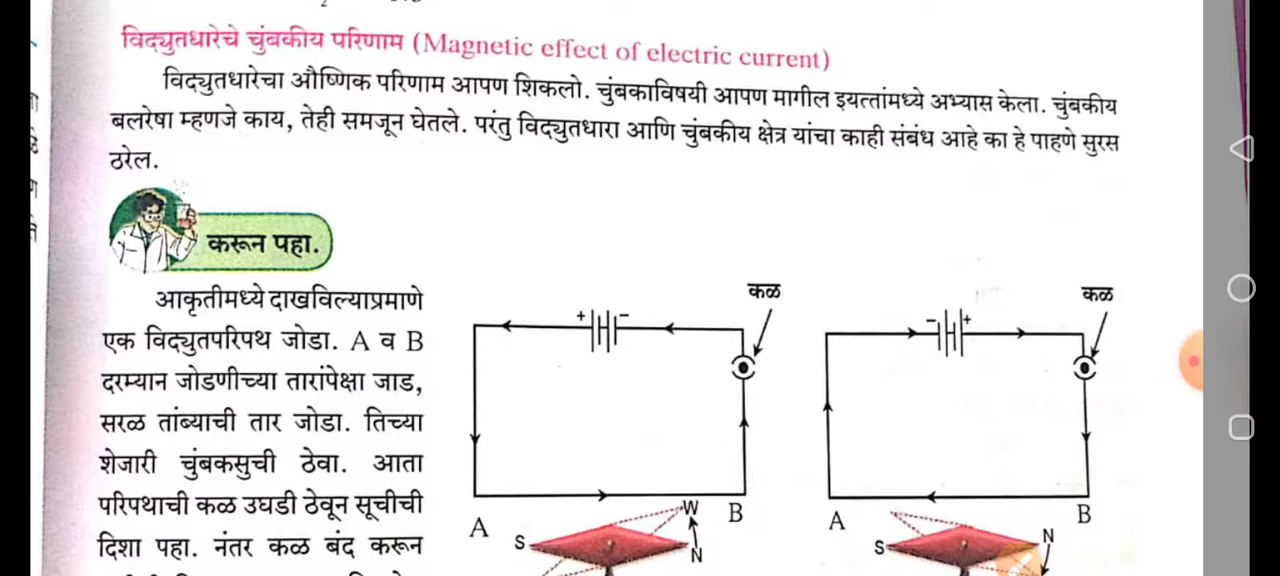 विद्युतधारेचे चुंबकीय परिणाम (Magnetic effect of electric current)
विद्युतधारेचा औष्णिक परिणाम आपण शिकलो. चुंबकाविषयी आपण मागील इयत्तांमध्ये अभ्यास केला. चुंबकीय
बलरेषा म्हणजे काय, तेही समजून घेतले. परंतु विद्युतधारा आणि चुंबकीय क्षेत्र यांचा काही संबंध आहे का हे पाहणे सुरस
ठरेल.
करून पहा.
आकृतीमध्ये दाखविल्याप्रमाणे
एक विद्युतपरिपथ जोडा. A व B
दरम्यान जोडणीच्या तारांपेक्षा जाड,
सरळ तांब्याची तार जोडा. तिच्या
शेजारी चुंबकसुची ठेवा. आता
परिपथाची कळ उघडी ठेवून सूचीची
दिशा पहा. नंतर कळ बंद करून
कळ
+ −
A
B
S
W
N
कळ
− +
A
B
S
N